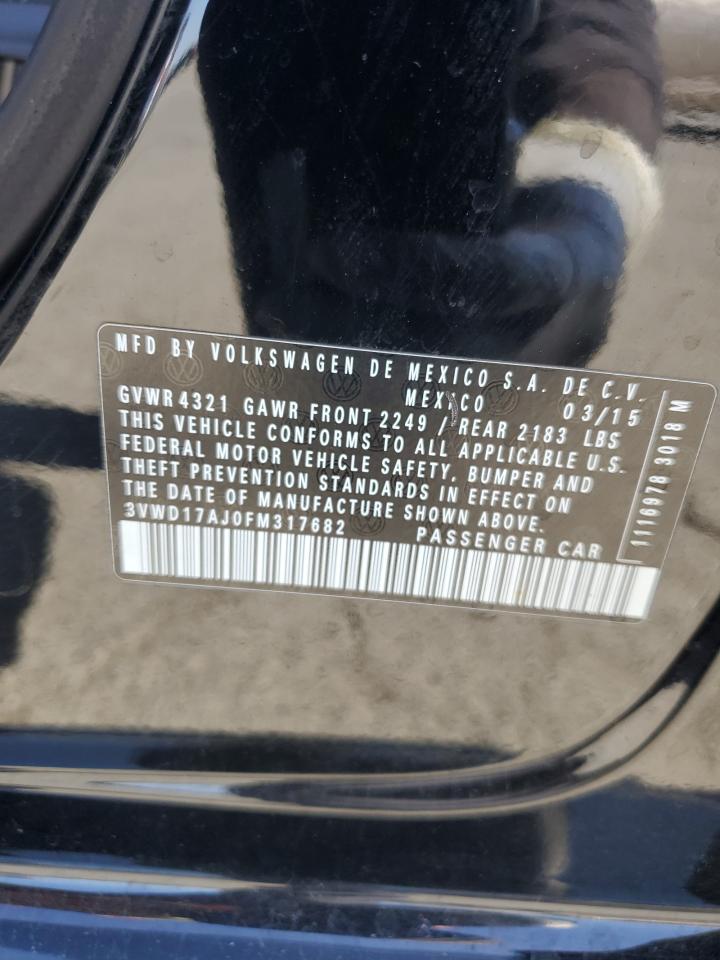 MFD BY VOLKSWAGEN DE MEXICO S.A. DE C.V.
MEXICO 03/15
GVWR 4321 GAWR FRONT 2249 / REAR 2183 LBS
THIS VEHICLE CONFORMS TO ALL APPLICABLE U.S.
FEDERAL MOTOR VEHICLE SAFETY, BUMPER AND
THEFT PREVENTION STANDARDS IN EFFECT ON
THE DATE OF MANUFACTURE SHOWN ABOVE.
3VWD17AJ0FM317682 PASSENGER CAR
1116978 3018 M